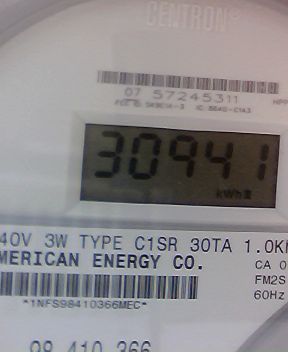 CENTRON®
07 57245311
30941
kWh
40V 3W TYPE C1SR 30TA 1.0K
MERICAN ENERGY CO.
CA 0
FM2S
60Hz
*1NFS98410366MEC*
98 410 366